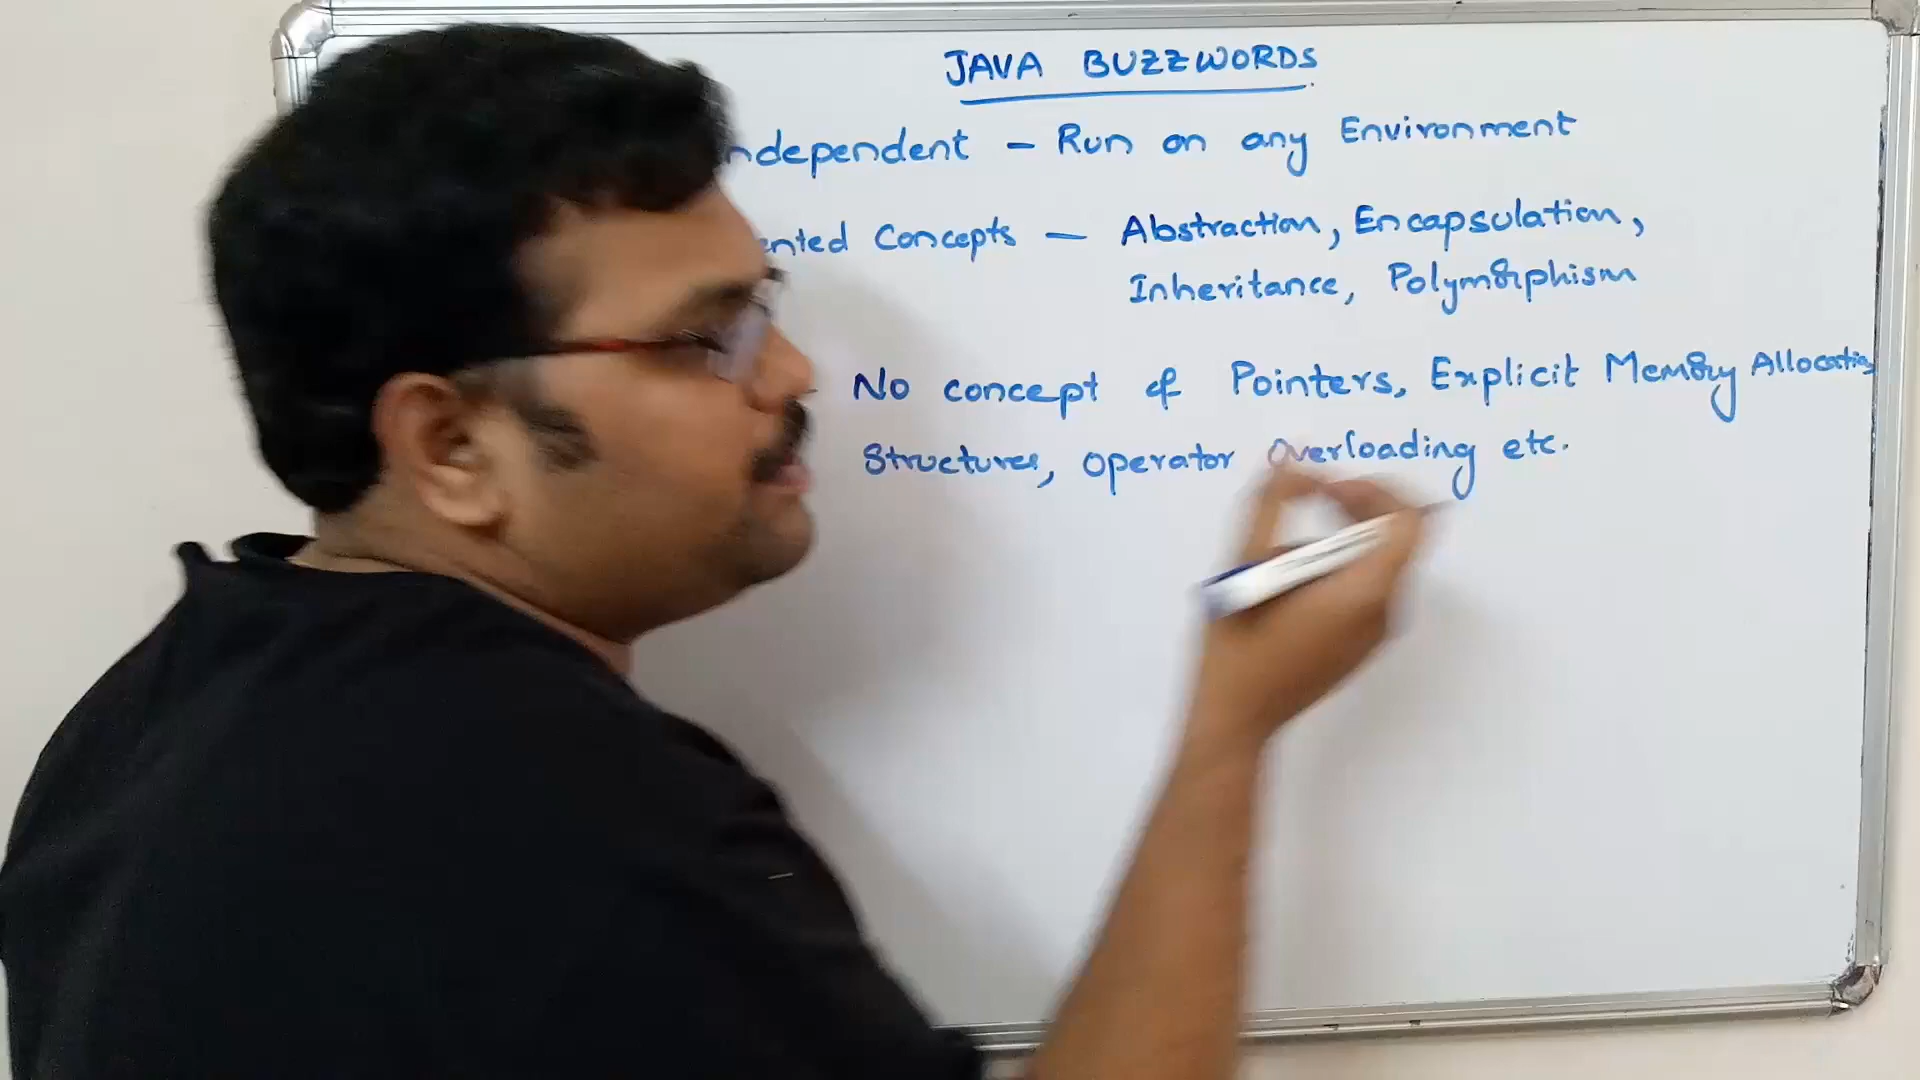 JAVA BUZZWORDS
ndependent - Run on any Environment
ented Concepts - Abstraction, Encapsulation,
Inheritance, Polymorphism
- No concept of Pointers, Explicit Memory Allocation
Structures, operator overloading etc.